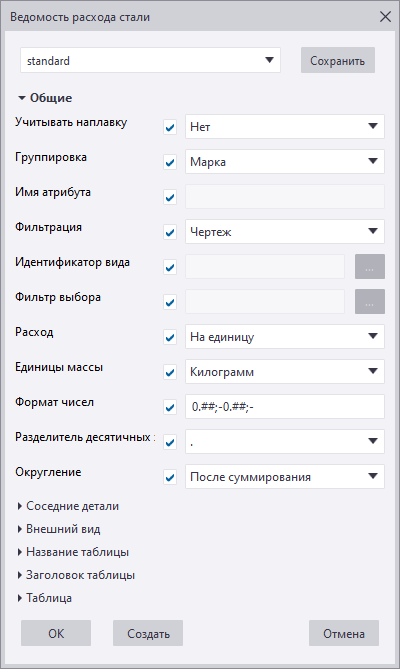 Ведомость расхода стали
standard Сохранить
Общие
Учитывать наплавку Нет
Группировка Марка
Имя атрибута
Фильтрация Чертеж
Идентификатор вида ...
Фильтр выбора ...
Расход На единицу
Единицы массы Килограмм
Формат чисел 0.##;-0.##;-
Разделитель десятичных .
Округление После суммирования
Соседние детали
Внешний вид
Название таблицы
Заголовок таблицы
Таблица
ОК Создать Отмена